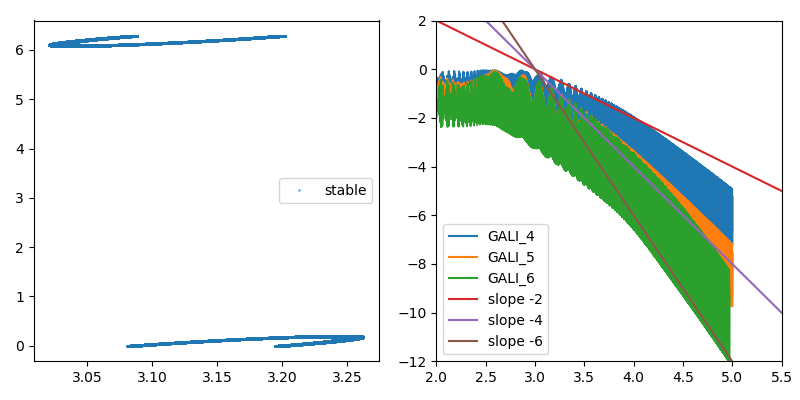 6
5
4
3
2
1
0
3.05 3.10 3.15 3.20 3.25
stable
2
0
−2
−4
−6
−8
−10
−12
2.0 2.5 3.0 3.5 4.0 4.5 5.0 5.5
GALI_4
GALI_5
GALI_6
slope -2
slope -4
slope -6